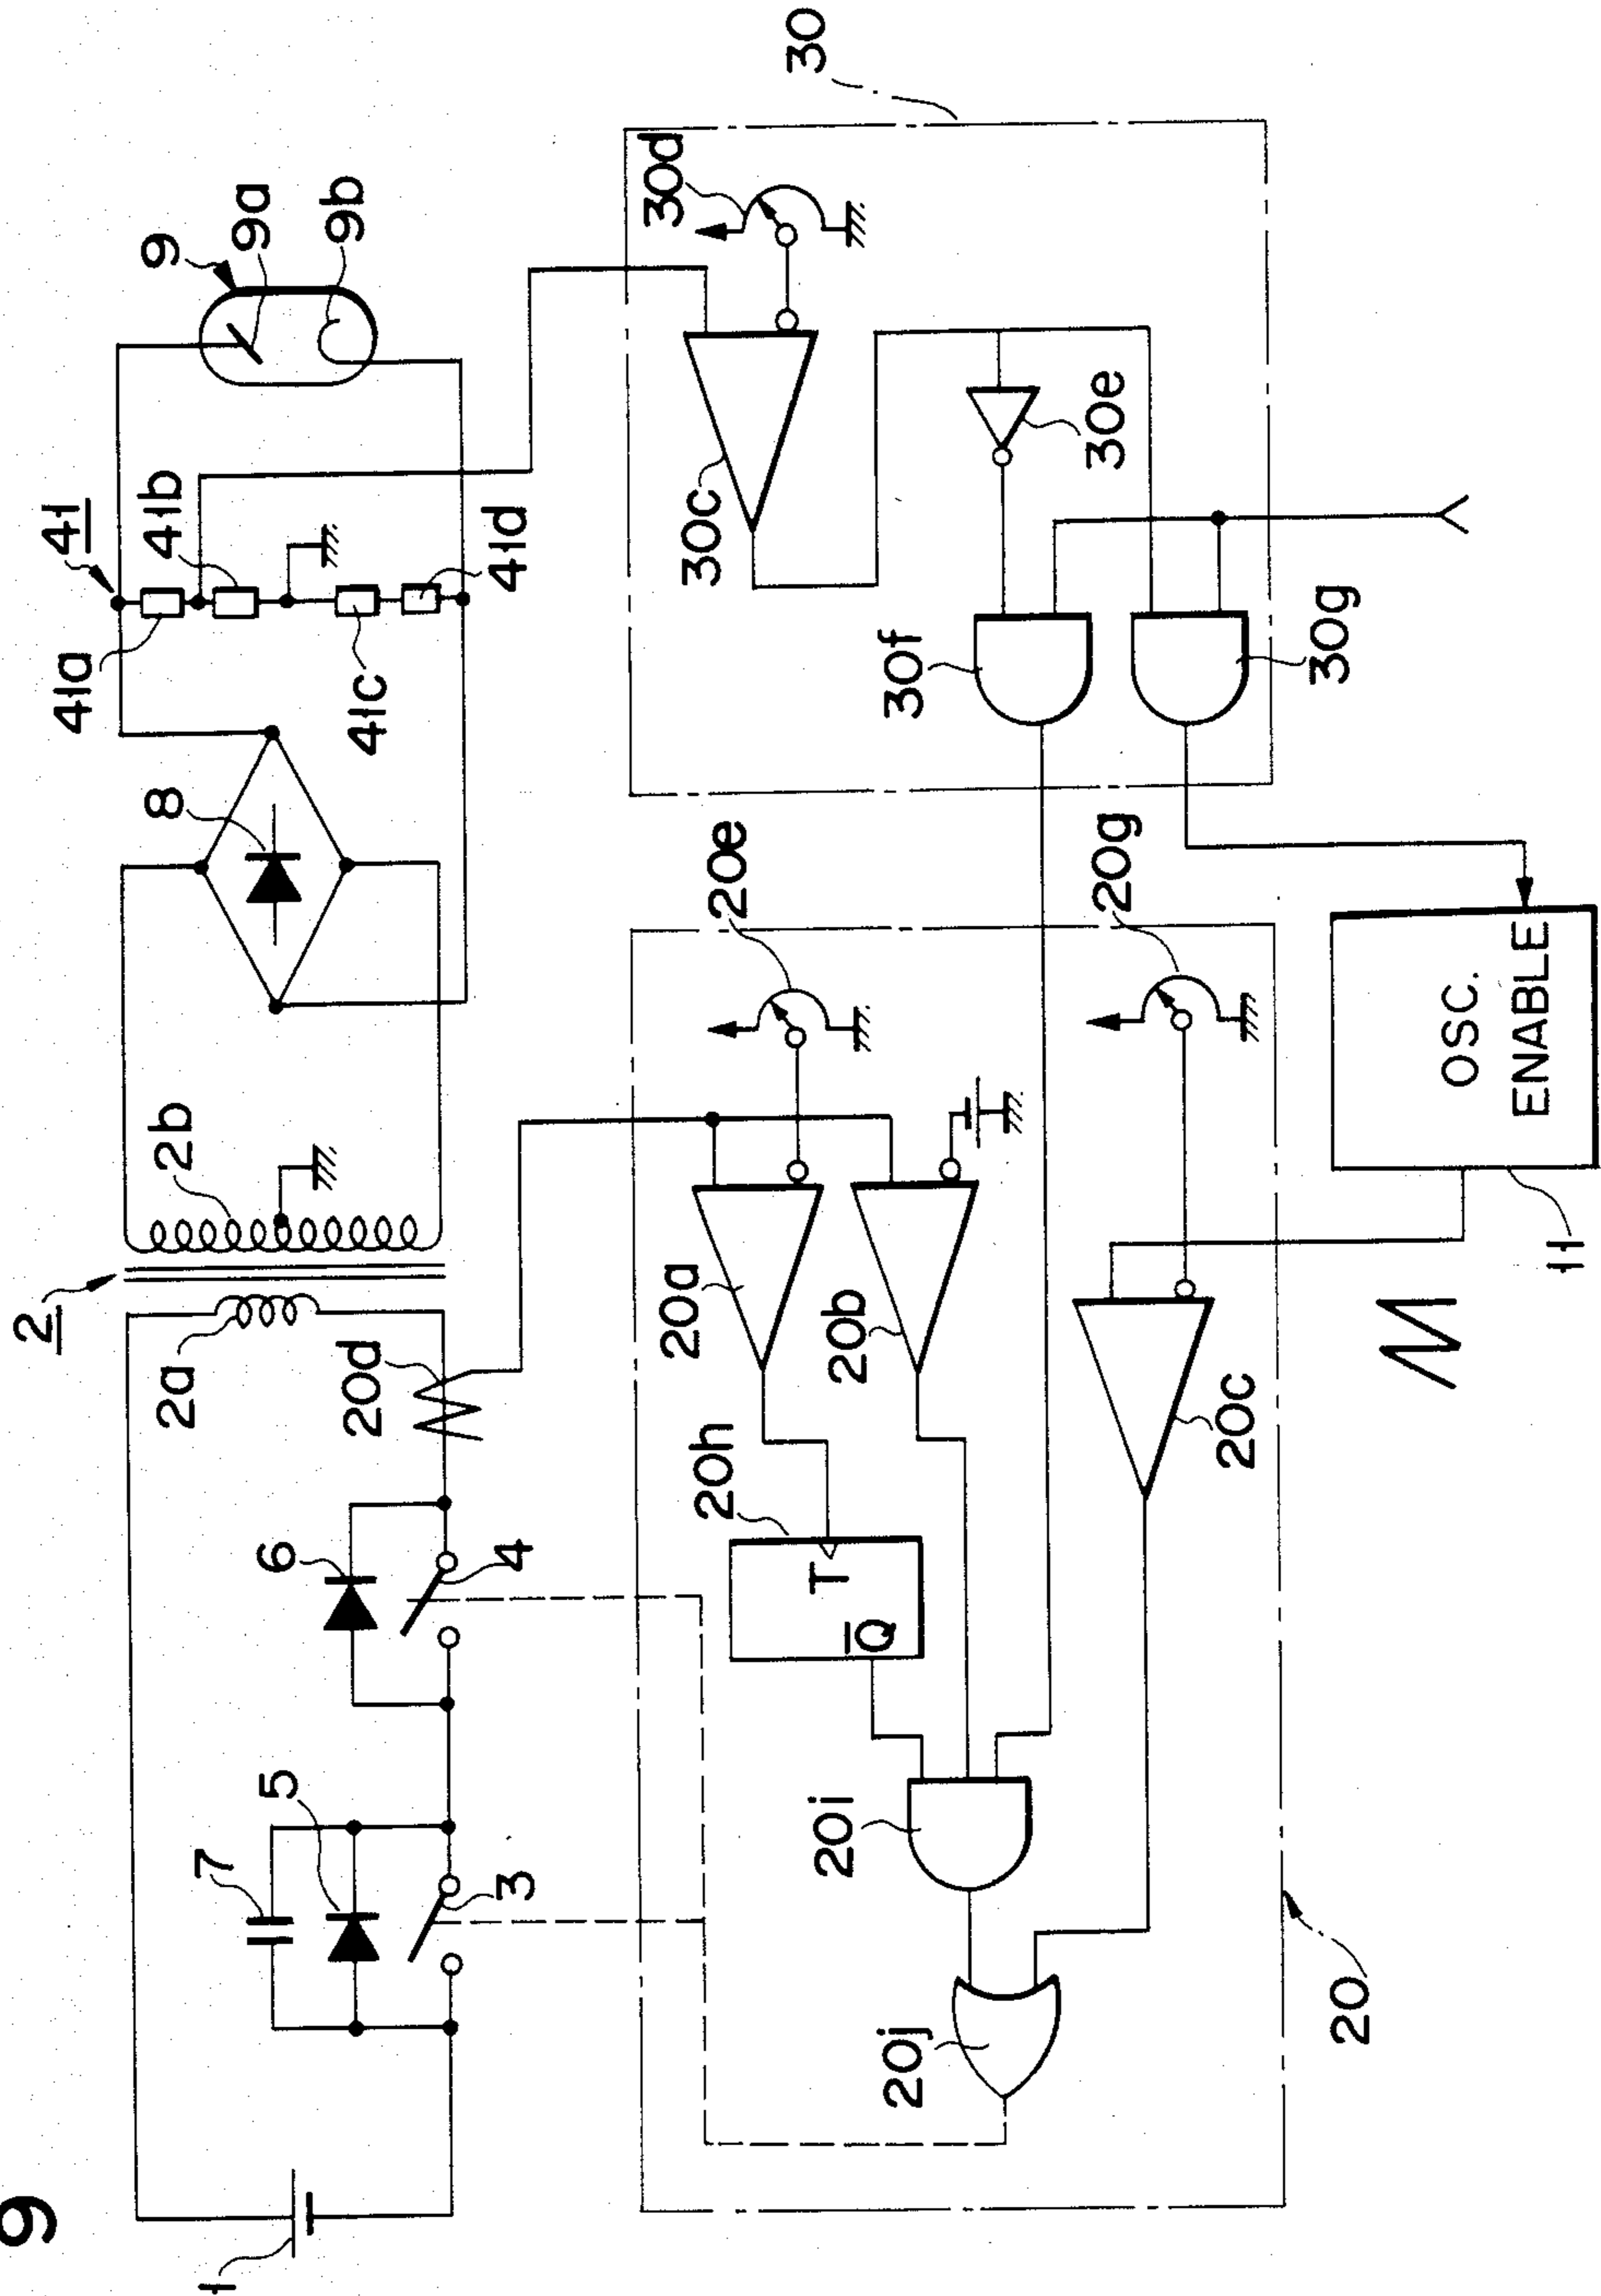 9
1
2
2a
2b
3
4
5
6
7
8
9
9a
9b
41
41a
41b
41c
41d
20d
20h
T
Q̅
20a
20b
20e
20g
20c
20i
20j
20
30
30c
30d
30e
30f
30g
OSC.
ENABLE
11